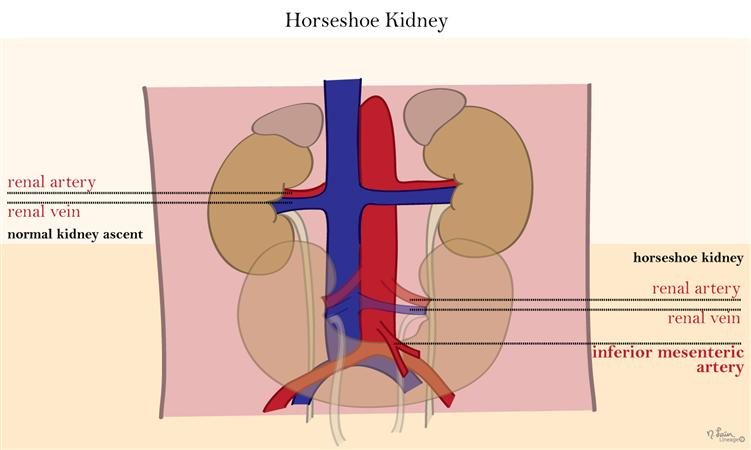 Horseshoe Kidney
renal artery
renal vein
normal kidney ascent
horseshoe kidney
renal artery
renal vein
inferior mesenteric
artery
Lineage